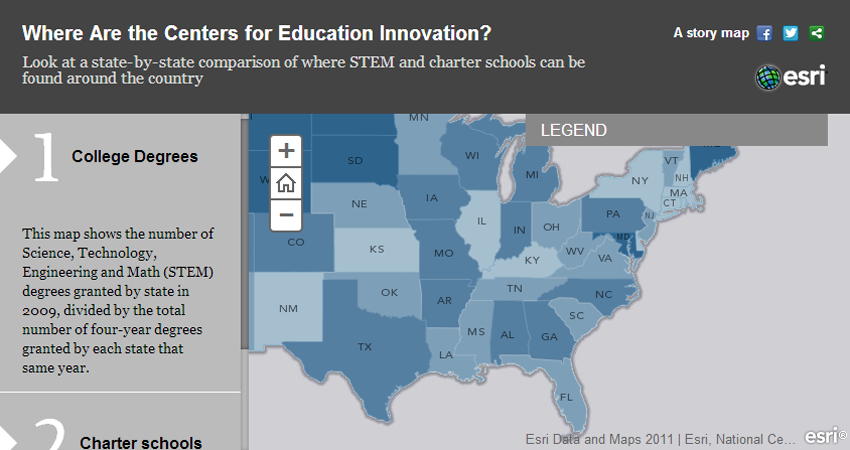 Where Are the Centers for Education Innovation?
A story map
Look at a state-by-state comparison of where STEM and charter schools can be
found around the country
esri
1 College Degrees
This map shows the number of
Science, Technology,
Engineering and Math (STEM)
degrees granted by state in
2009, divided by the total
number of four-year degrees
granted by each state that
same year.
2 Charter schools
LEGEND
+
−
MN
SD
WI
MI
VT
NH
NY
MA
CT
W
NE
IA
PA
NJ
IL
IN
OH
MD
CO
KS
MO
WV
VA
KY
NM
OK
AR
TN
NC
SC
MS
AL
GA
TX
LA
FL
Esri Data and Maps 2011 | Esri, National Ce...
esri®